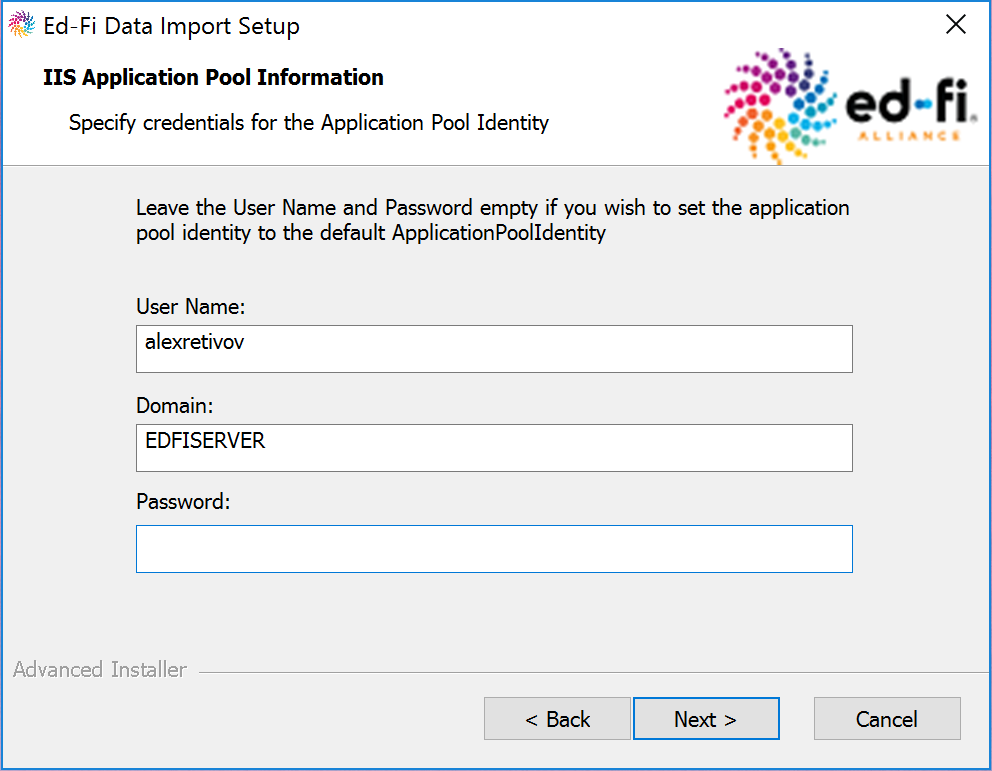 Ed-Fi Data Import Setup
IIS Application Pool Information
Specify credentials for the Application Pool Identity
ed-fi®
ALLIANCE
Leave the User Name and Password empty if you wish to set the application
pool identity to the default ApplicationPoolIdentity
User Name:
alexretivov
Domain:
EDFISERVER
Password:
Advanced Installer
< Back
Next >
Cancel